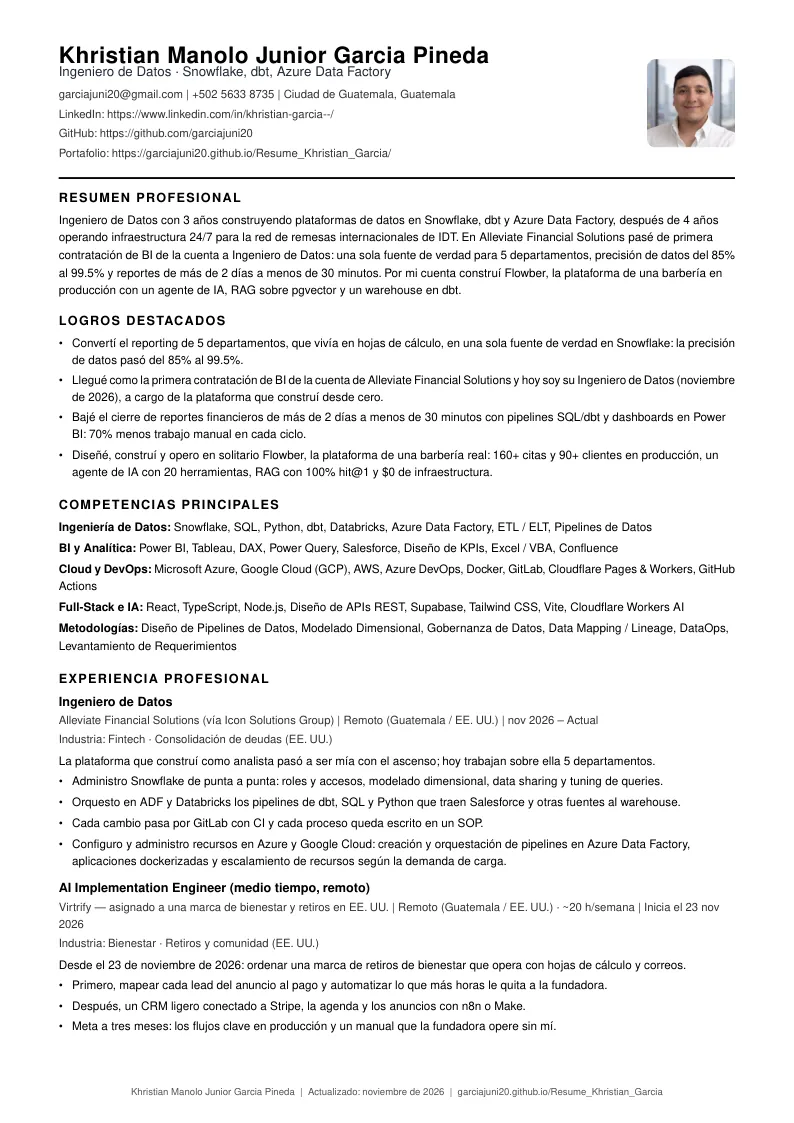 Khristian Manolo Junior Garcia Pineda
Ingeniero de Datos · Snowflake, dbt, Azure Data Factory
garciajuni20@gmail.com | +502 5633 8735 | Ciudad de Guatemala, Guatemala
LinkedIn: https://www.linkedin.com/in/khristian-garcia--/
GitHub: https://github.com/garciajuni20
Portafolio: https://garciajuni20.github.io/Resume_Khristian_Garcia/
RESUMEN PROFESIONAL
Ingeniero de Datos con 3 años construyendo plataformas de datos en Snowflake, dbt y Azure Data Factory, después de 4 años
operando infraestructura 24/7 para la red de remesas internacionales de IDT. En Alleviate Financial Solutions pasé de primera
contratación de BI de la cuenta a Ingeniero de Datos: una sola fuente de verdad para 5 departamentos, precisión de datos del 85%
al 99.5% y reportes de más de 2 días a menos de 30 minutos. Por mi cuenta construí Flowber, la plataforma de una barbería en
producción con un agente de IA, RAG sobre pgvector y un warehouse en dbt.
LOGROS DESTACADOS
• Convertí el reporting de 5 departamentos, que vivía en hojas de cálculo, en una sola fuente de verdad en Snowflake: la precisión
de datos pasó del 85% al 99.5%.
• Llegué como la primera contratación de BI de la cuenta de Alleviate Financial Solutions y hoy soy su Ingeniero de Datos (noviembre
de 2026), a cargo de la plataforma que construí desde cero.
• Bajé el cierre de reportes financieros de más de 2 días a menos de 30 minutos con pipelines SQL/dbt y dashboards en Power
BI: 70% menos trabajo manual en cada ciclo.
• Diseñé, construí y opero en solitario Flowber, la plataforma de una barbería real: 160+ citas y 90+ clientes en producción, un
agente de IA con 20 herramientas, RAG con 100% hit@1 y $0 de infraestructura.
COMPETENCIAS PRINCIPALES
Ingeniería de Datos: Snowflake, SQL, Python, dbt, Databricks, Azure Data Factory, ETL / ELT, Pipelines de Datos
BI y Analítica: Power BI, Tableau, DAX, Power Query, Salesforce, Diseño de KPIs, Excel / VBA, Confluence
Cloud y DevOps: Microsoft Azure, Google Cloud (GCP), AWS, Azure DevOps, Docker, GitLab, Cloudflare Pages & Workers, GitHub
Actions
Full-Stack e IA: React, TypeScript, Node.js, Diseño de APIs REST, Supabase, Tailwind CSS, Vite, Cloudflare Workers AI
Metodologías: Diseño de Pipelines de Datos, Modelado Dimensional, Gobernanza de Datos, Data Mapping / Lineage, DataOps,
Levantamiento de Requerimientos
EXPERIENCIA PROFESIONAL
Ingeniero de Datos
Alleviate Financial Solutions (vía Icon Solutions Group) | Remoto (Guatemala / EE. UU.) | nov 2026 – Actual
Industria: Fintech · Consolidación de deudas (EE. UU.)
La plataforma que construí como analista pasó a ser mía con el ascenso; hoy trabajan sobre ella 5 departamentos.
• Administro Snowflake de punta a punta: roles y accesos, modelado dimensional, data sharing y tuning de queries.
• Orquesto en ADF y Databricks los pipelines de dbt, SQL y Python que traen Salesforce y otras fuentes al warehouse.
• Cada cambio pasa por GitLab con CI y cada proceso queda escrito en un SOP.
• Configuro y administro recursos en Azure y Google Cloud: creación y orquestación de pipelines en Azure Data Factory,
aplicaciones dockerizadas y escalamiento de recursos según la demanda de carga.
AI Implementation Engineer (medio tiempo, remoto)
Virtrify — asignado a una marca de bienestar y retiros en EE. UU. | Remoto (Guatemala / EE. UU.) · ~20 h/semana | Inicia el 23 nov
2026
Industria: Bienestar · Retiros y comunidad (EE. UU.)
Desde el 23 de noviembre de 2026: ordenar una marca de retiros de bienestar que opera con hojas de cálculo y correos.
• Primero, mapear cada lead del anuncio al pago y automatizar lo que más horas le quita a la fundadora.
• Después, un CRM ligero conectado a Stripe, la agenda y los anuncios con n8n o Make.
• Meta a tres meses: los flujos clave en producción y un manual que la fundadora opere sin mí.
Khristian Manolo Junior Garcia Pineda | Actualizado: noviembre de 2026 | garciajuni20.github.io/Resume_Khristian_Garcia